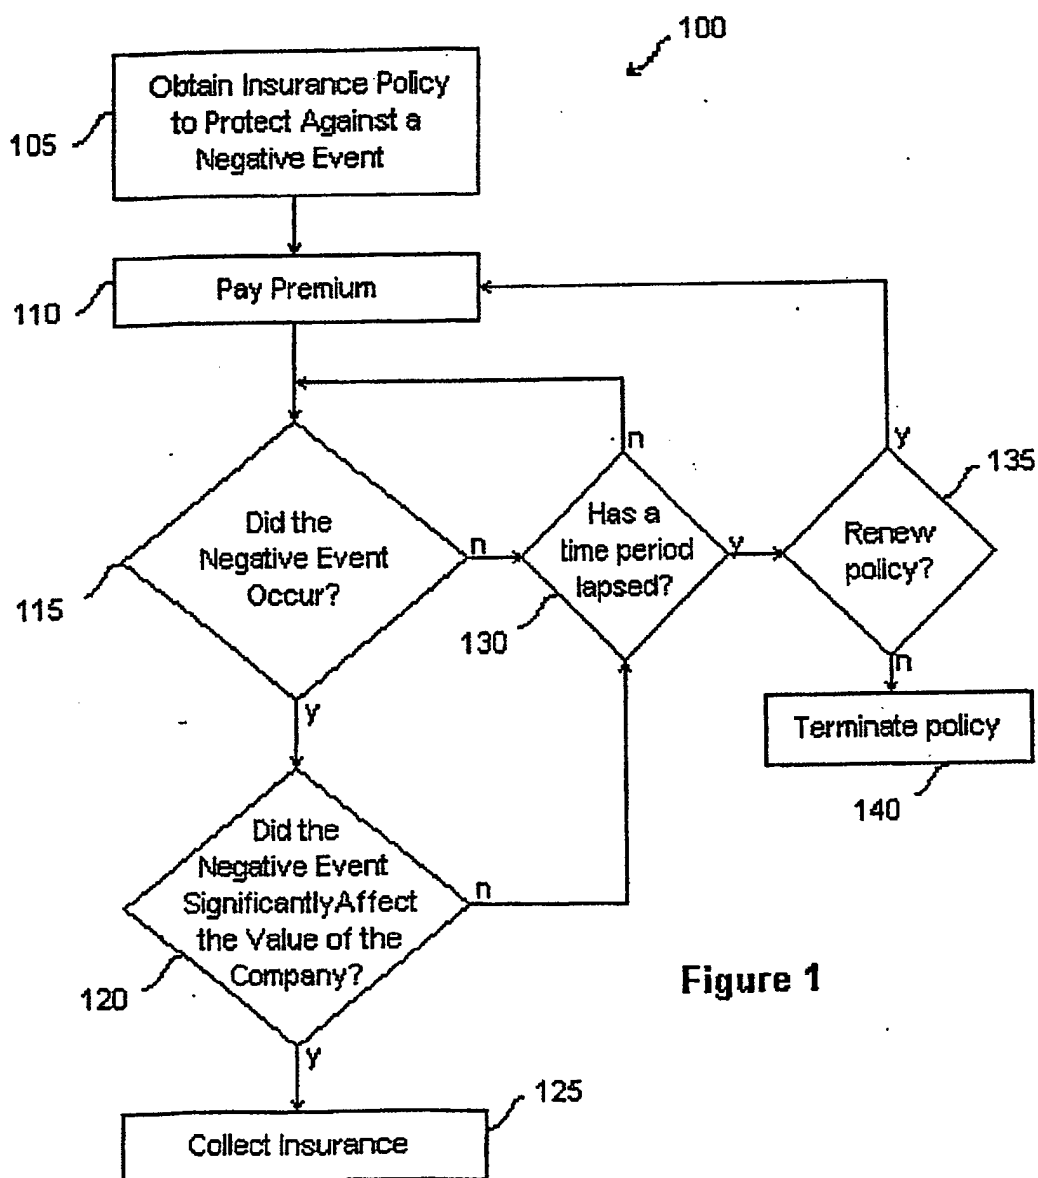 100
Obtain Insurance Policy
to Protect Against a
Negative Event
105
Pay Premium
110
n
y
135
Did the
Negative Event
Occur?
n
115
Has a
time period
lapsed?
y
130
Renew
policy?
n
y
Terminate policy
140
Did the
Negative Event
Significantly Affect
the Value of the
Company?
n
120
y
Figure 1
125
Collect Insurance